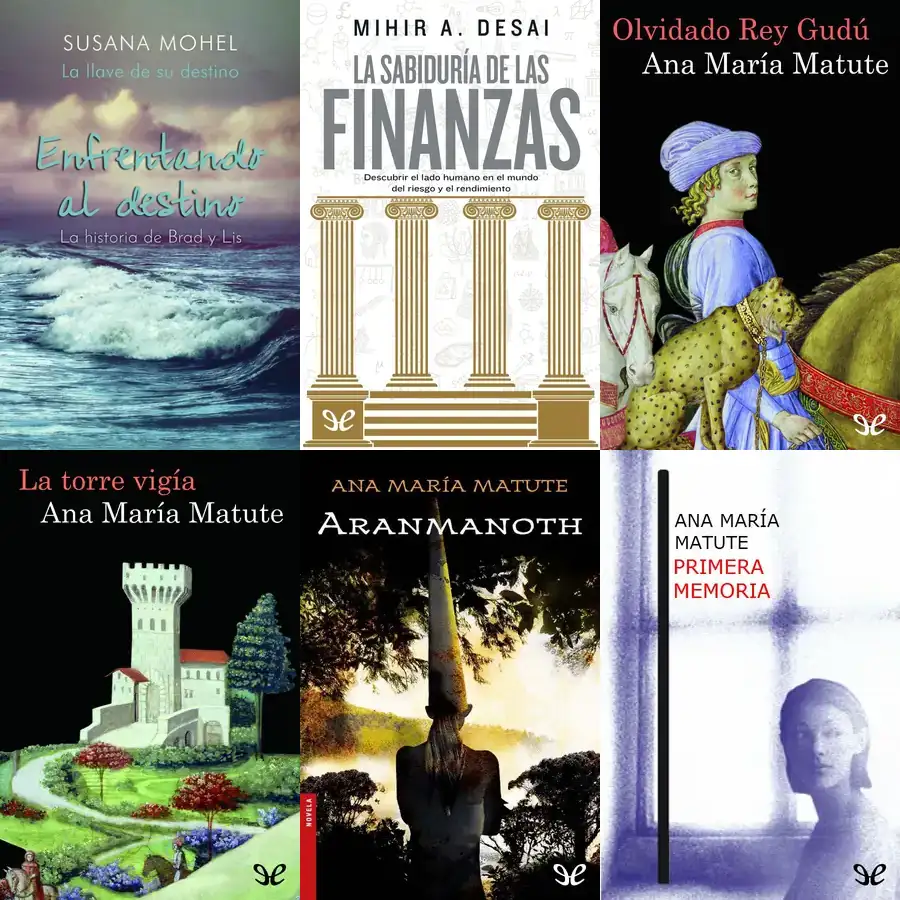 SUSANA MOHEL
La llave de su destino
Enfrentando
al destino
La historia de Brad y Lis
MIHIR A. DESAI
LA SABIDURÍA DE LAS
FINANZAS
Descubrir el lado humano en el mundo
del riesgo y el rendimiento
Olvidado Rey Gudú
Ana María Matute
La torre vigía
Ana María Matute
ANA MARÍA MATUTE
ARANMANOTH
NOVELA
ANA MARÍA
MATUTE
PRIMERA
MEMORIA